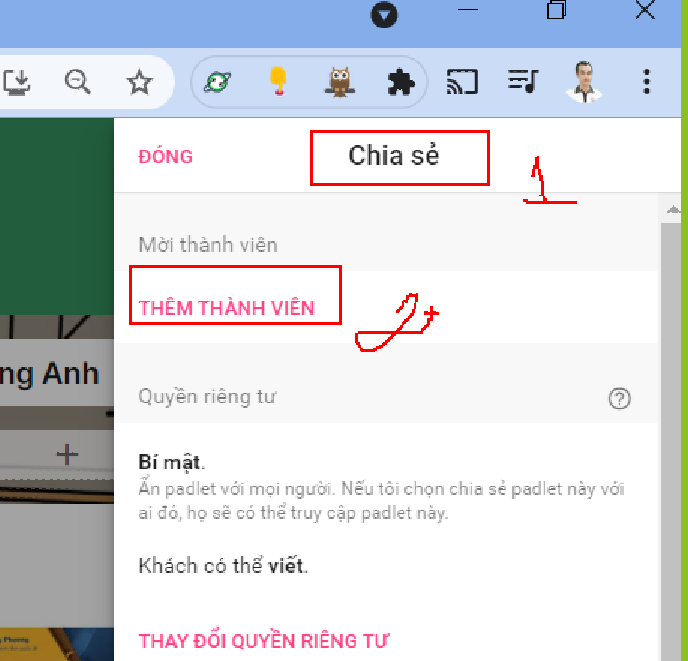 ĐÓNG
Chia sẻ
1
Mời thành viên
THÊM THÀNH VIÊN
2
ng Anh
Quyền riêng tư
Bí mật.
Ẩn padlet với mọi người. Nếu tôi chọn chia sẻ padlet này với
ai đó, họ sẽ có thể truy cập padlet này.
Khách có thể viết.
THAY ĐỔI QUYỀN RIÊNG TƯ